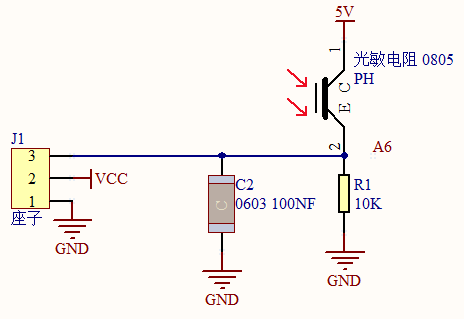 5V
1
光敏电阻 0805
PH
C
E
2
A6
J1
3
2
VCC
1
座子
GND
C2
0603 100NF
C
GND
R1
10K
GND